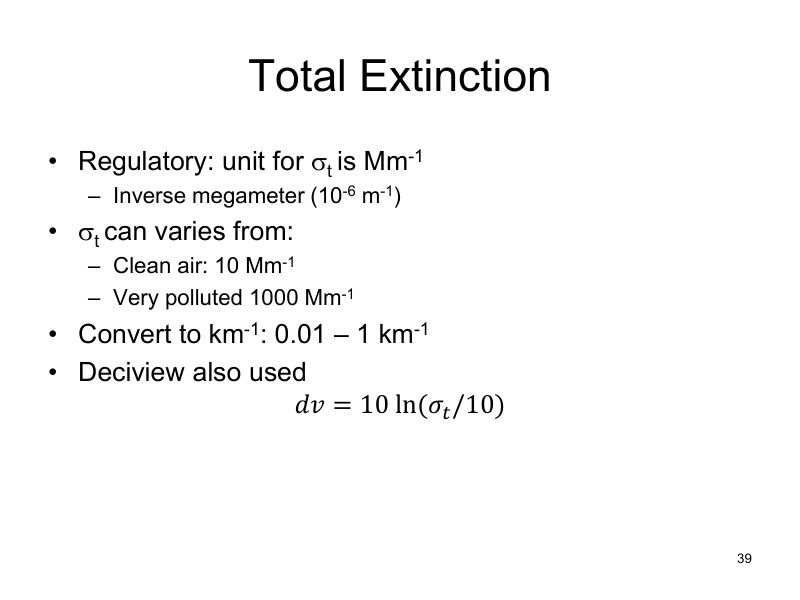 Total Extinction
• Regulatory: unit for σₜ is Mm⁻¹
– Inverse megameter (10⁻⁶ m⁻¹)
• σₜ can varies from:
– Clean air: 10 Mm⁻¹
– Very polluted 1000 Mm⁻¹
• Convert to km⁻¹: 0.01 – 1 km⁻¹
• Deciview also used
𝑑𝑣 = 10 ln(𝜎ₜ/10)
39